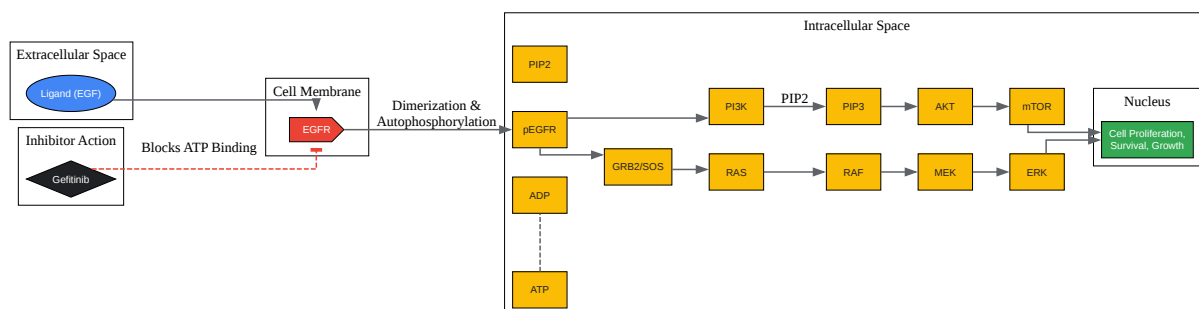 Intracellular Space
Extracellular Space
Ligand (EGF)
Inhibitor Action
Gefitinib
Blocks ATP Binding
Cell Membrane
EGFR
Dimerization &
Autophosphorylation
PIP2
pEGFR
ADP
ATP
GRB2/SOS
PI3K
PIP2
PIP3
AKT
mTOR
RAS
RAF
MEK
ERK
Nucleus
Cell Proliferation,
Survival, Growth